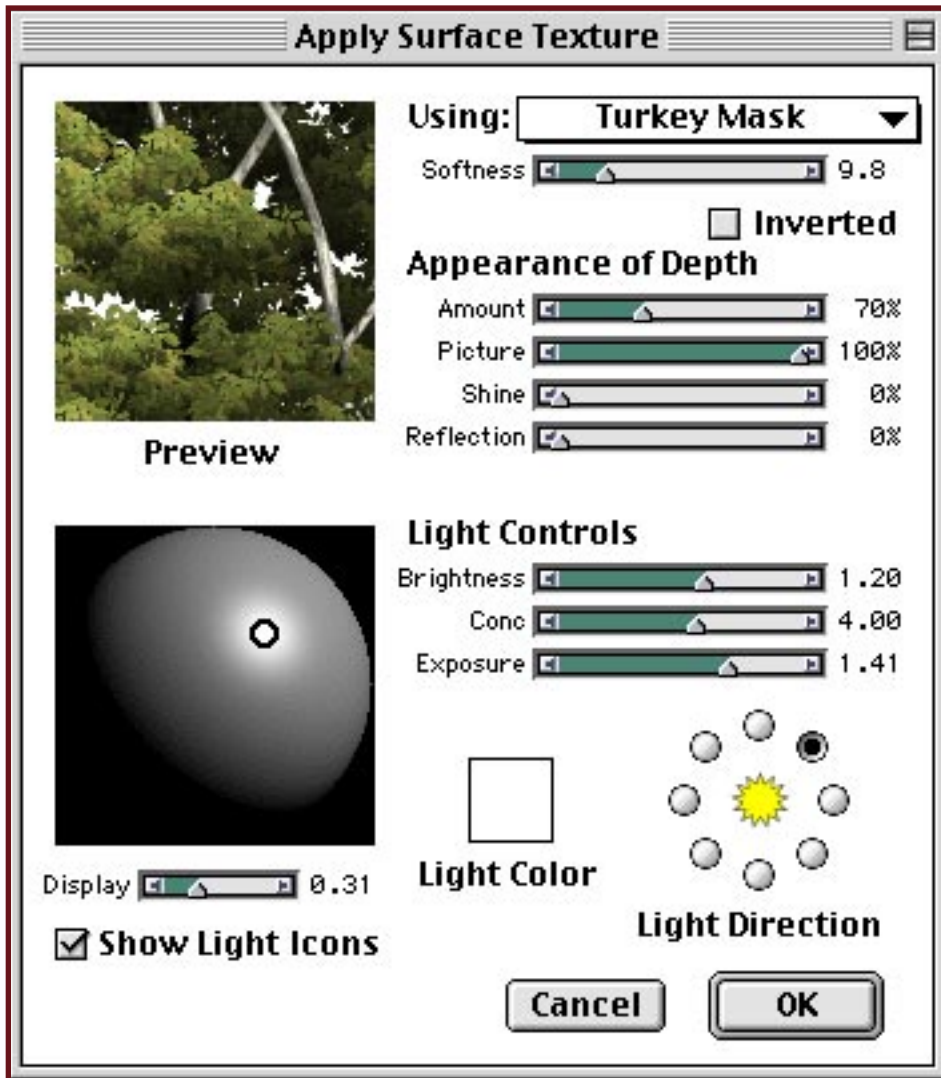 Apply Surface Texture
Using: Turkey Mask
Softness 9.8
Inverted
Appearance of Depth
Amount 70%
Picture 100%
Shine 0%
Reflection 0%
Preview
Light Controls
Brightness 1.20
Conc 4.00
Exposure 1.41
Light Color
Display 0.31
Light Direction
Show Light Icons
Cancel OK